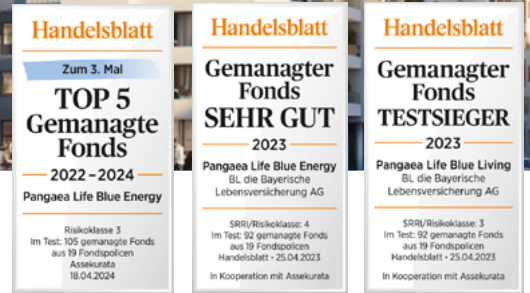 Handelsblatt
Zum 3. Mal
TOP 5
Gemanagte
Fonds
2022 – 2024
Pangaea Life Blue Energy
Risikoklasse 3
Im Test: 105 gemanagte Fonds
aus 19 Fondspolicen
Assekurata
18.04.2024
Handelsblatt
Gemanagter
Fonds
SEHR GUT
2023
Pangaea Life Blue Energy
BL die Bayerische
Lebensversicherung AG
SRRI/Risikoklasse: 4
Im Test: 92 gemanagte Fonds
aus 19 Fondspolicen
Handelsblatt • 25.04.2023
In Kooperation mit Assekurata
Handelsblatt
Gemanagter
Fonds
TESTSIEGER
2023
Pangaea Life Blue Living
BL die Bayerische
Lebensversicherung AG
SRRI/Risikoklasse: 3
Im Test: 92 gemanagte Fonds
aus 19 Fondspolicen
Handelsblatt • 25.04.2023
In Kooperation mit Assekurata